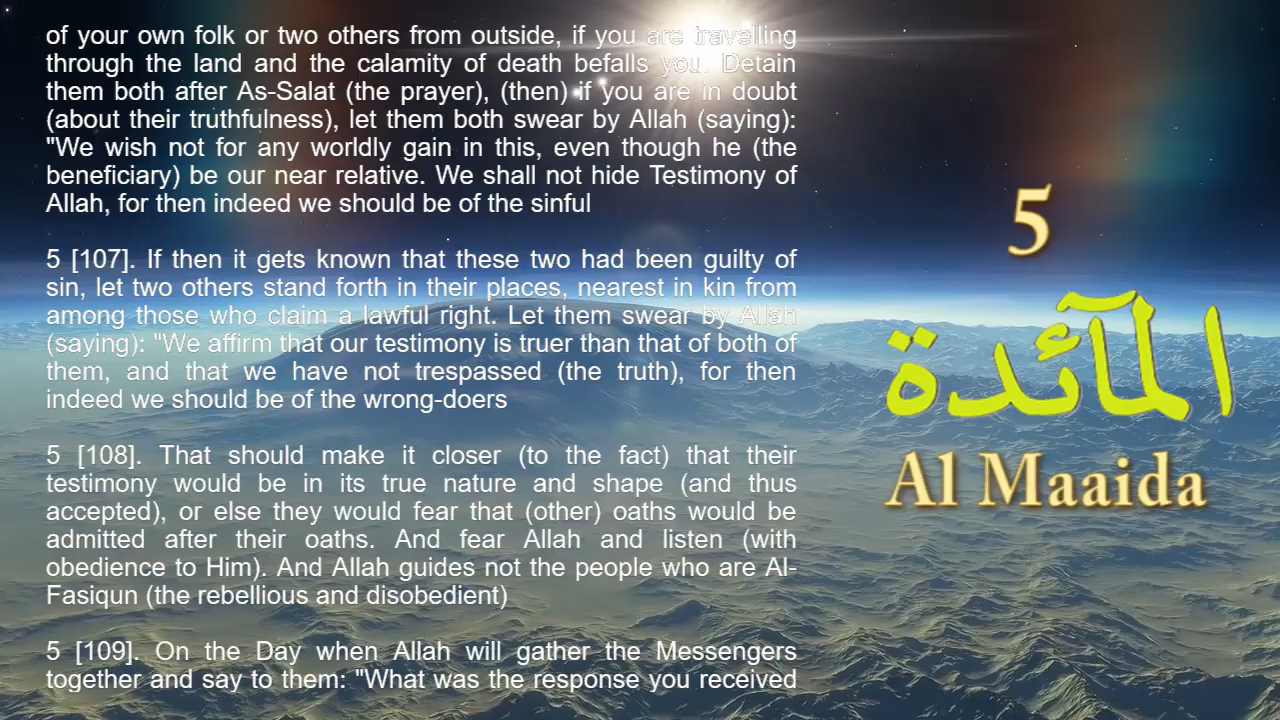 of your own folk or two others from outside, if you are travelling
through the land and the calamity of death befalls you. Detain
them both after As-Salat (the prayer), (then) if you are in doubt
(about their truthfulness), let them both swear by Allah (saying):
"We wish not for any worldly gain in this, even though he (the
beneficiary) be our near relative. We shall not hide Testimony of
Allah, for then indeed we should be of the sinful
5 [107]. If then it gets known that these two had been guilty of
sin, let two others stand forth in their places, nearest in kin from
among those who claim a lawful right. Let them swear by Allah
(saying): "We affirm that our testimony is truer than that of both of
them, and that we have not trespassed (the truth), for then
indeed we should be of the wrong-doers
5 [108]. That should make it closer (to the fact) that their
testimony would be in its true nature and shape (and thus
accepted), or else they would fear that (other) oaths would be
admitted after their oaths. And fear Allah and listen (with
obedience to Him). And Allah guides not the people who are Al-
Fasiqun (the rebellious and disobedient)
5 [109]. On the Day when Allah will gather the Messengers
together and say to them: "What was the response you received
5
المآئدة
Al Maaida